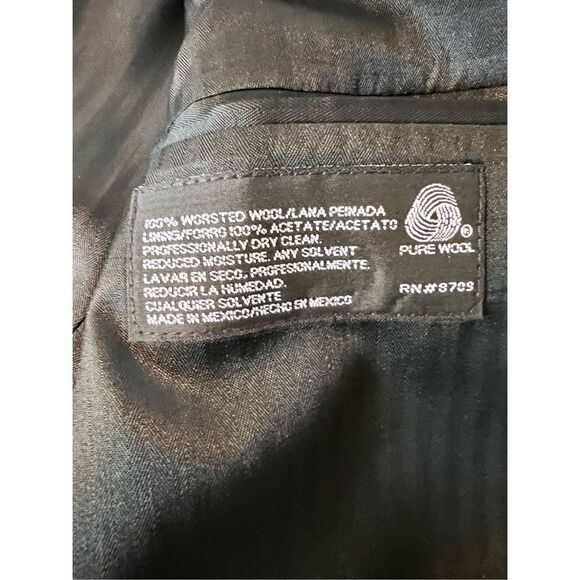 100% WORSTED WOOL/LANA PEINADA
LINING/FORRO 100% ACETATE/ACETATO
PROFESSIONALLY DRY CLEAN.
REDUCED MOISTURE. ANY SOLVENT
LAVAR EN SECO, PROFESIONALMENTE.
REDUCIR LA HUMEDAD.
CUALQUIER SOLVENTE
MADE IN MEXICO/HECHO EN MEXICO
®
PURE WOOL
RN#8709